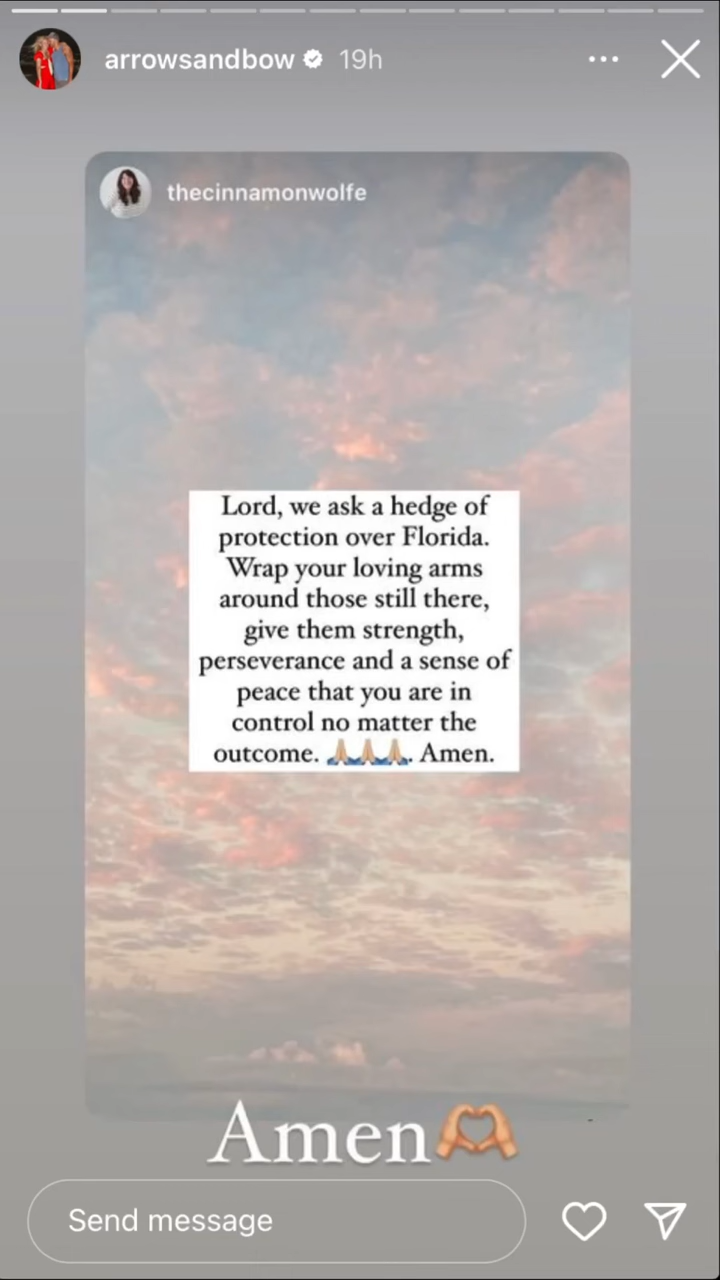 arrowsandbow 19h
thecinnamonwolfe
Lord, we ask a hedge of
protection over Florida.
Wrap your loving arms
around those still there,
give them strength,
perseverance and a sense of
peace that you are in
control no matter the
outcome. 🙏🏼🙏🏼🙏🏼. Amen.
Amen🫶🏼
Send message